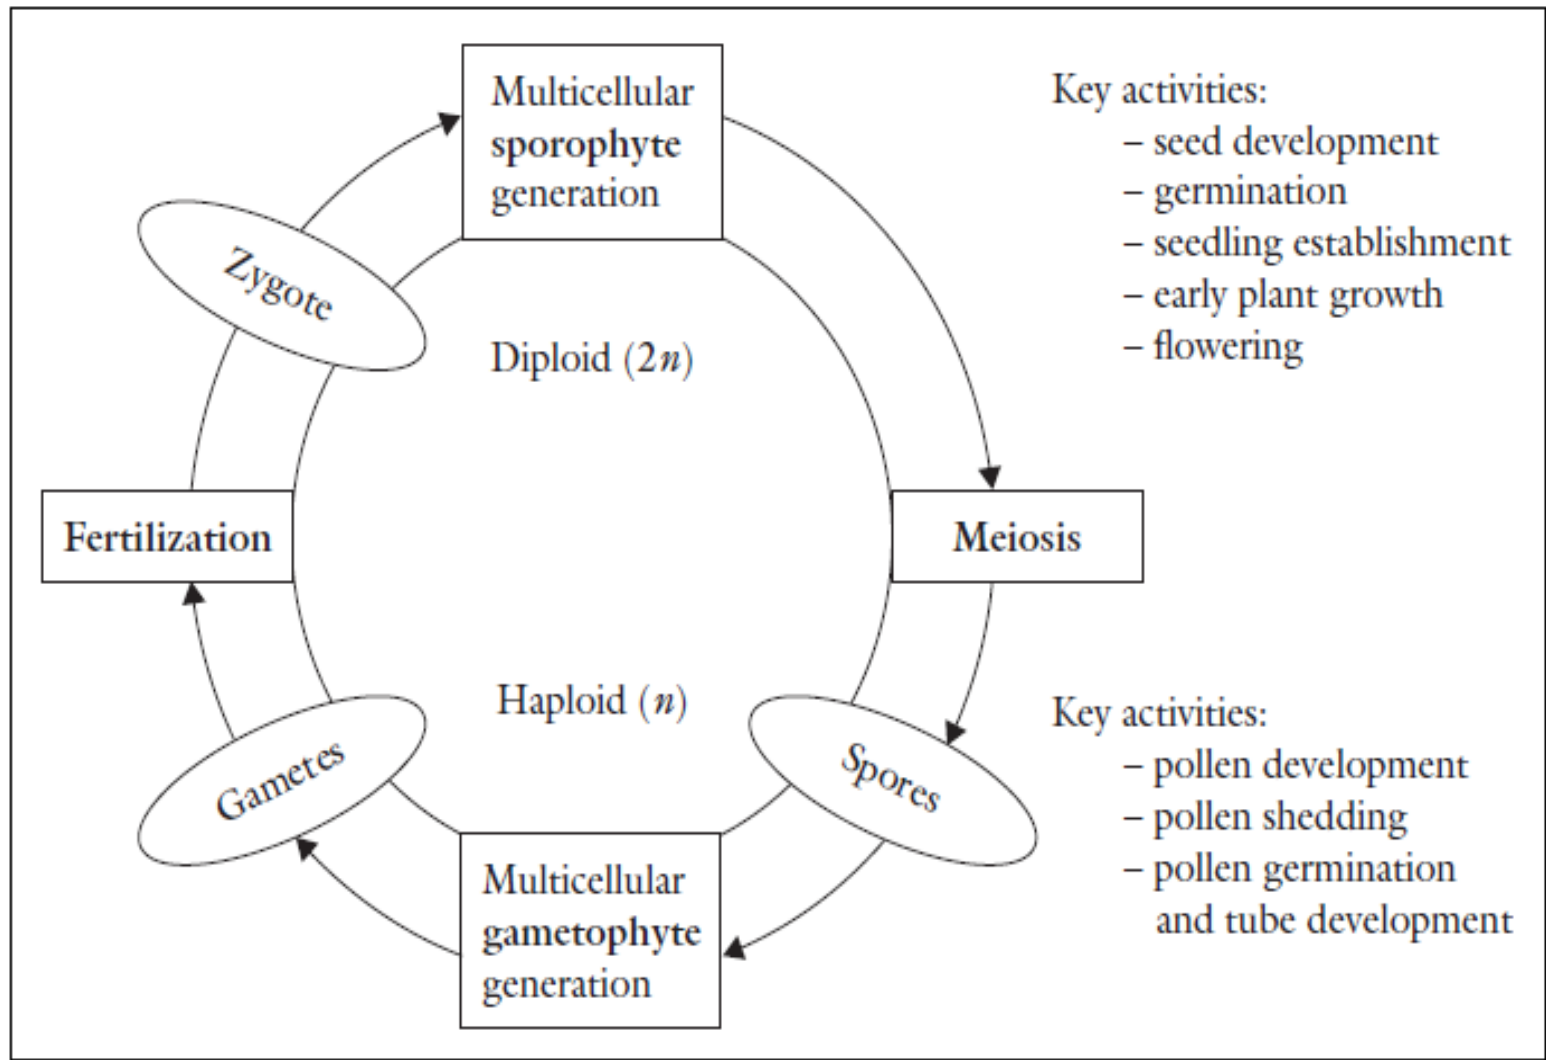 Multicellular
sporophyte
generation
Key activities:
– seed development
– germination
– seedling establishment
– early plant growth
– flowering
Zygote
Diploid (2n)
Fertilization
Meiosis
Haploid (n)
Gametes
Spores
Key activities:
– pollen development
– pollen shedding
– pollen germination
and tube development
Multicellular
gametophyte
generation